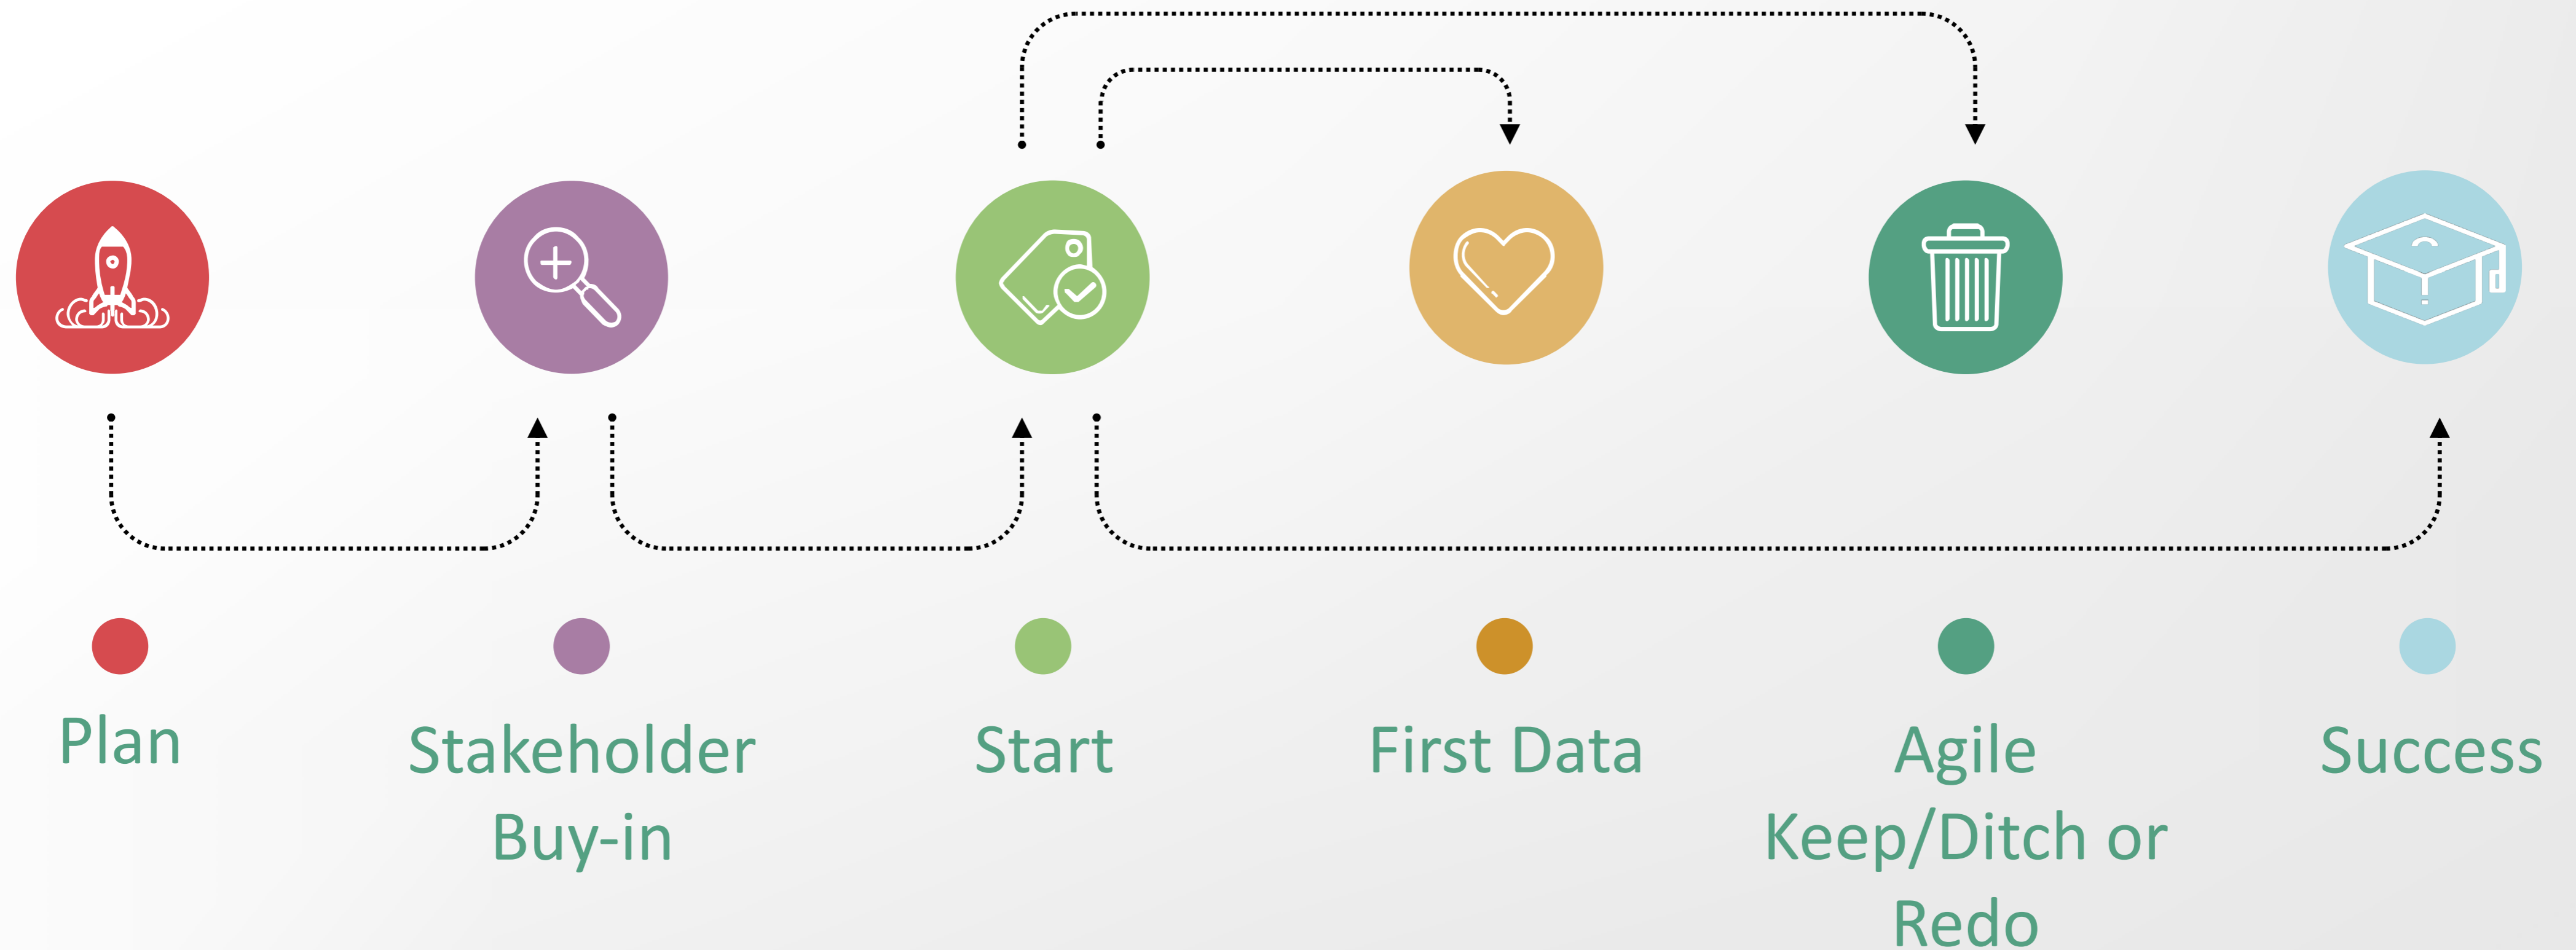 Plan
Stakeholder
Buy-in
Start
First Data
Agile
Keep/Ditch or
Redo
Success